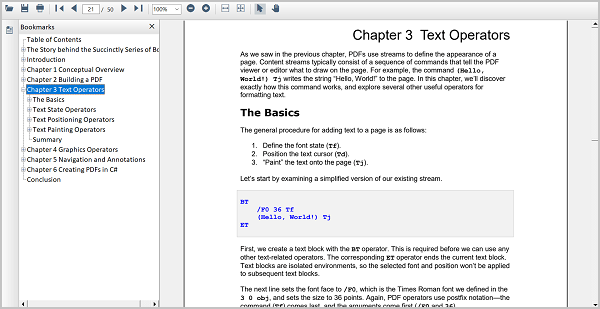 21 / 50
100%
Bookmarks
Table of Contents
The Story behind the Succinctly Series of Bo
Introduction
Chapter 1 Conceptual Overview
Chapter 2 Building a PDF
Chapter 3 Text Operators
The Basics
Text State Operators
Text Positioning Operators
Text Painting Operators
Summary
Chapter 4 Graphics Operators
Chapter 5 Navigation and Annotations
Chapter 6 Creating PDFs in C#
Conclusion
Chapter 3 Text Operators
As we saw in the previous chapter, PDFs use streams to define the appearance of a
page. Content streams typically consist of a sequence of commands that tell the PDF
viewer or editor what to draw on the page. For example, the command (Hello,
World!) Tj writes the string “Hello, World!” to the page. In this chapter, we’ll discover
exactly how this command works, and explore several other useful operators for
formatting text.
The Basics
The general procedure for adding text to a page is as follows:
1. Define the font state (Tf).
2. Position the text cursor (Td).
3. “Paint” the text onto the page (Tj).
Let’s start by examining a simplified version of our existing stream.
BT
/F0 36 Tf
(Hello, World!) Tj
ET
First, we create a text block with the BT operator. This is required before we can use any
other text-related operators. The corresponding ET operator ends the current text block.
Text blocks are isolated environments, so the selected font and position won’t be applied
to subsequent text blocks.
The next line sets the font face to /F0, which is the Times Roman font we defined in the
3 0 obj, and sets the size to 36 points. Again, PDF operators use postfix notation—the
command (Tf) comes last, and the arguments come first (/F0 and 36).